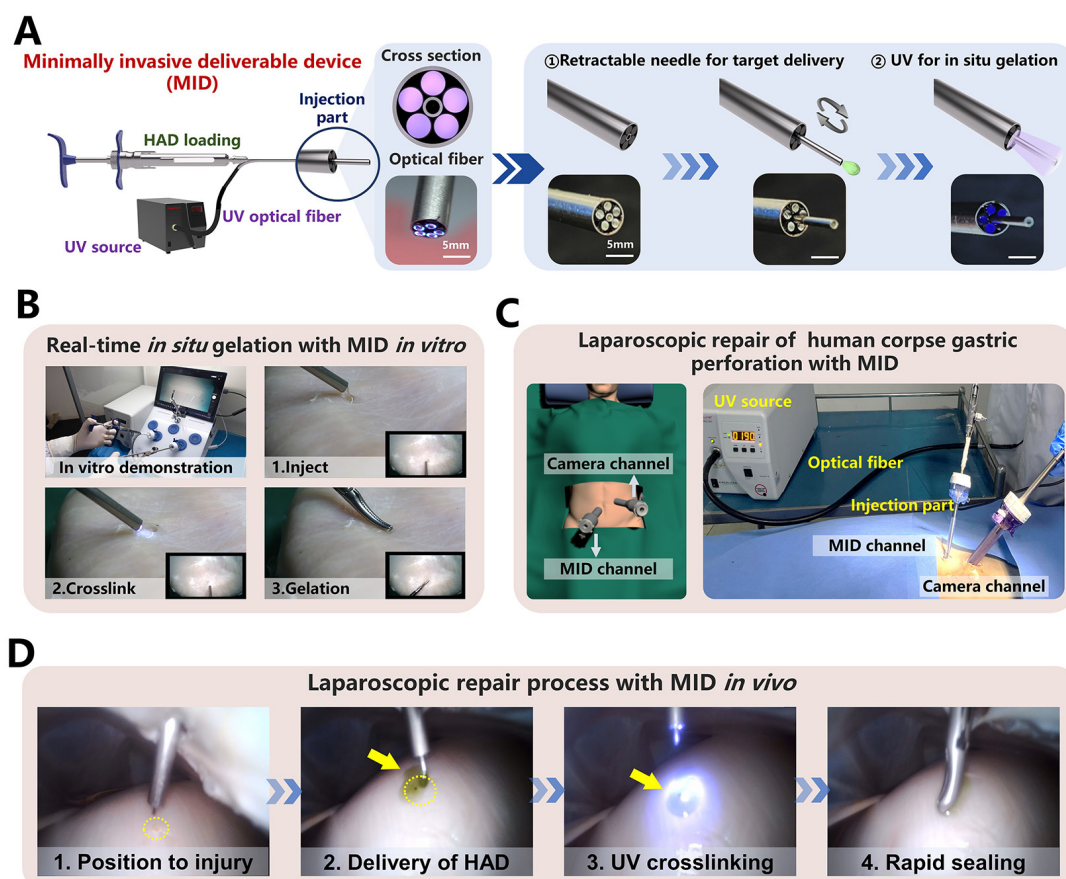 A
Minimally invasive deliverable device
(MID)
HAD loading
UV optical fiber
UV source
Injection
part
Cross section
Optical fiber
5mm
①Retractable needle for target delivery
② UV for in situ gelation
5mm
B
Real-time in situ gelation with MID in vitro
In vitro demonstration
1.Inject
2.Crosslink
3.Gelation
C
Laparoscopic repair of human corpse gastric
perforation with MID
Camera channel
MID channel
UV source
0190
Optical fiber
Injection part
MID channel
Camera channel
D
Laparoscopic repair process with MID in vivo
1. Position to injury
2. Delivery of HAD
3. UV crosslinking
4. Rapid sealing